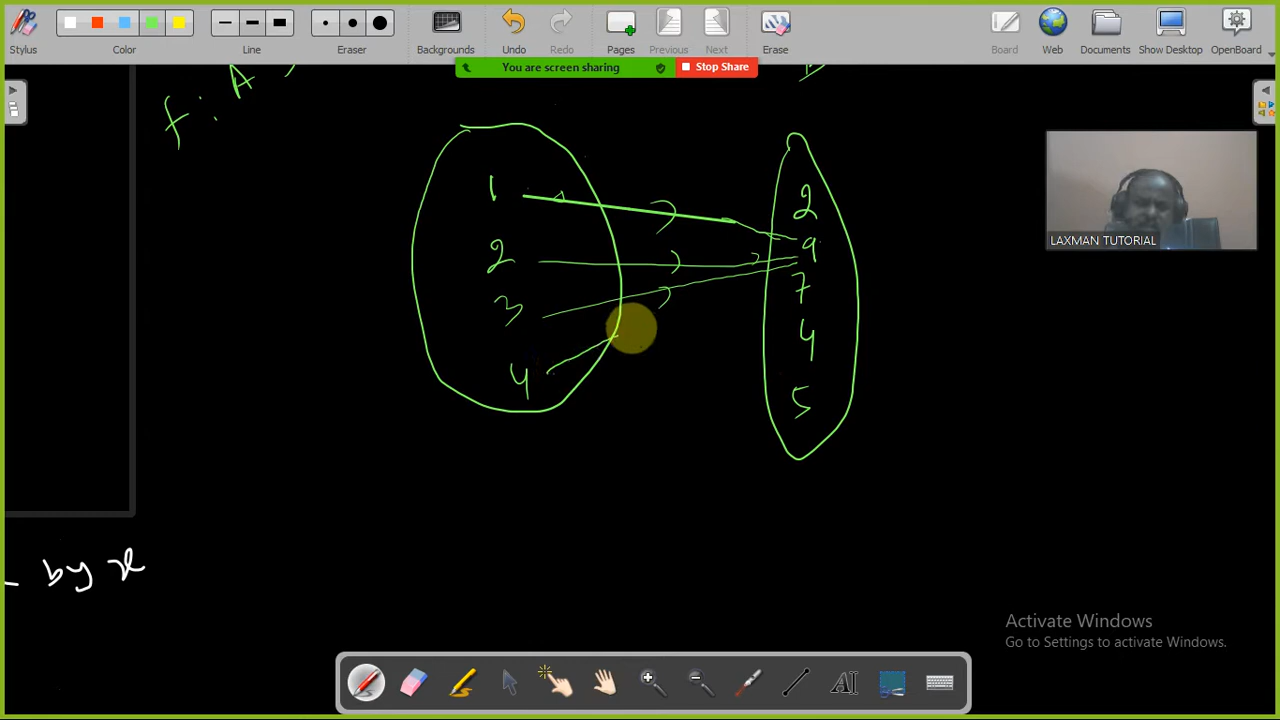 Stylus
Color
Line
Eraser
Backgrounds
Undo
Redo
Pages
Previous
Next
Erase
Board
Web
Documents
Show Desktop
OpenBoard
You are screen sharing
Stop Share
f: A
1
2
3
4
2
9
7
4
5
LAXMAN TUTORIAL
by x
Activate Windows
Go to Settings to activate Windows.
AI